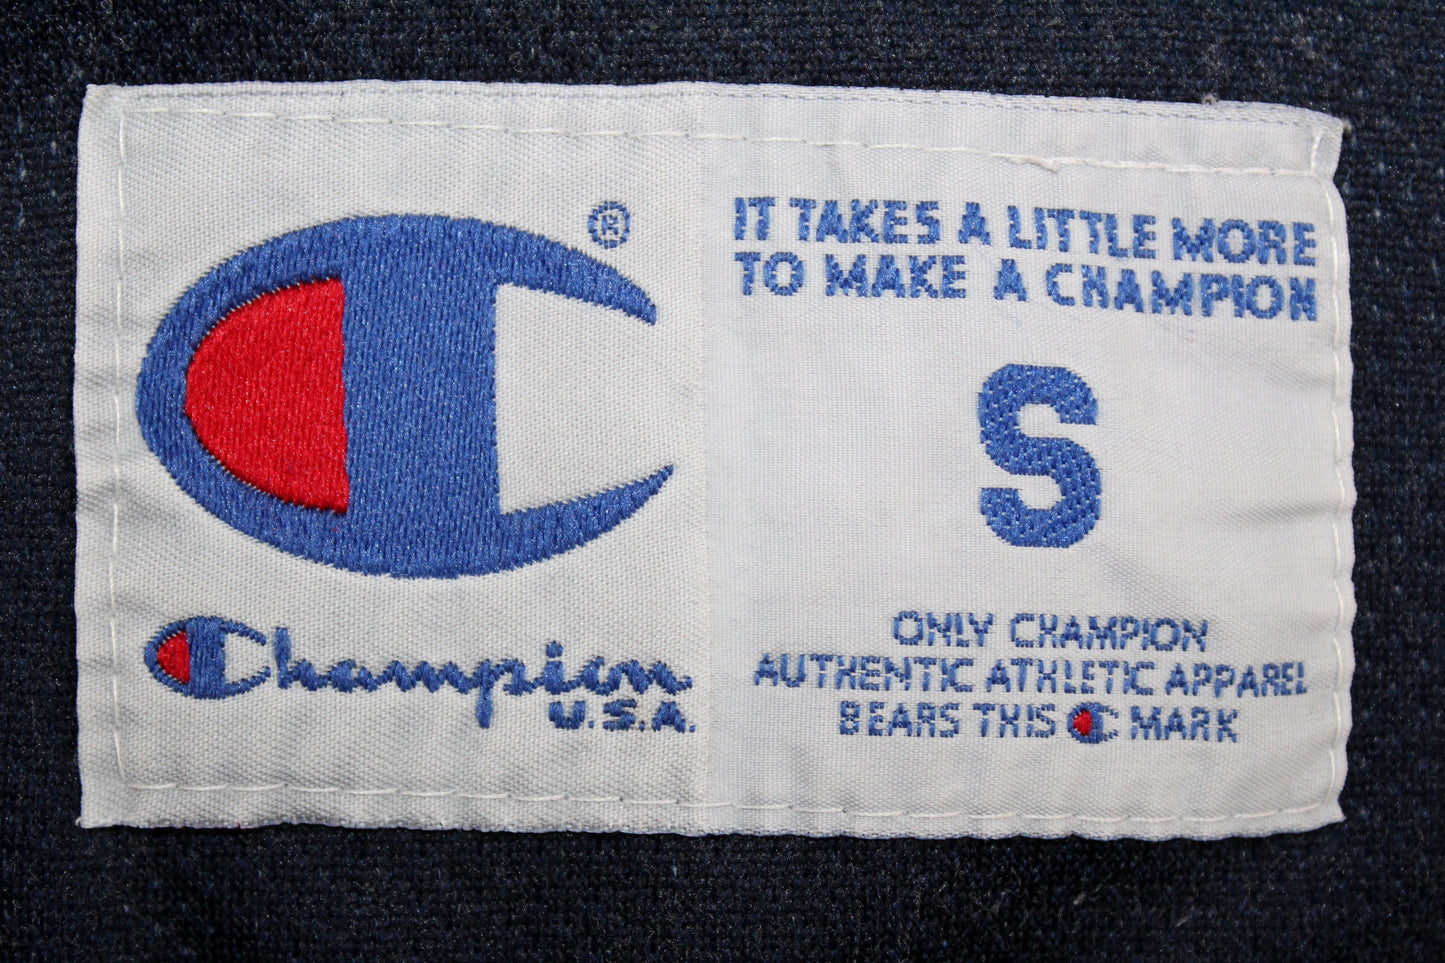 ®
Champion
U.S.A.
IT TAKES A LITTLE MORE
TO MAKE A CHAMPION
S
ONLY CHAMPION
AUTHENTIC ATHLETIC APPAREL
BEARS THIS C MARK